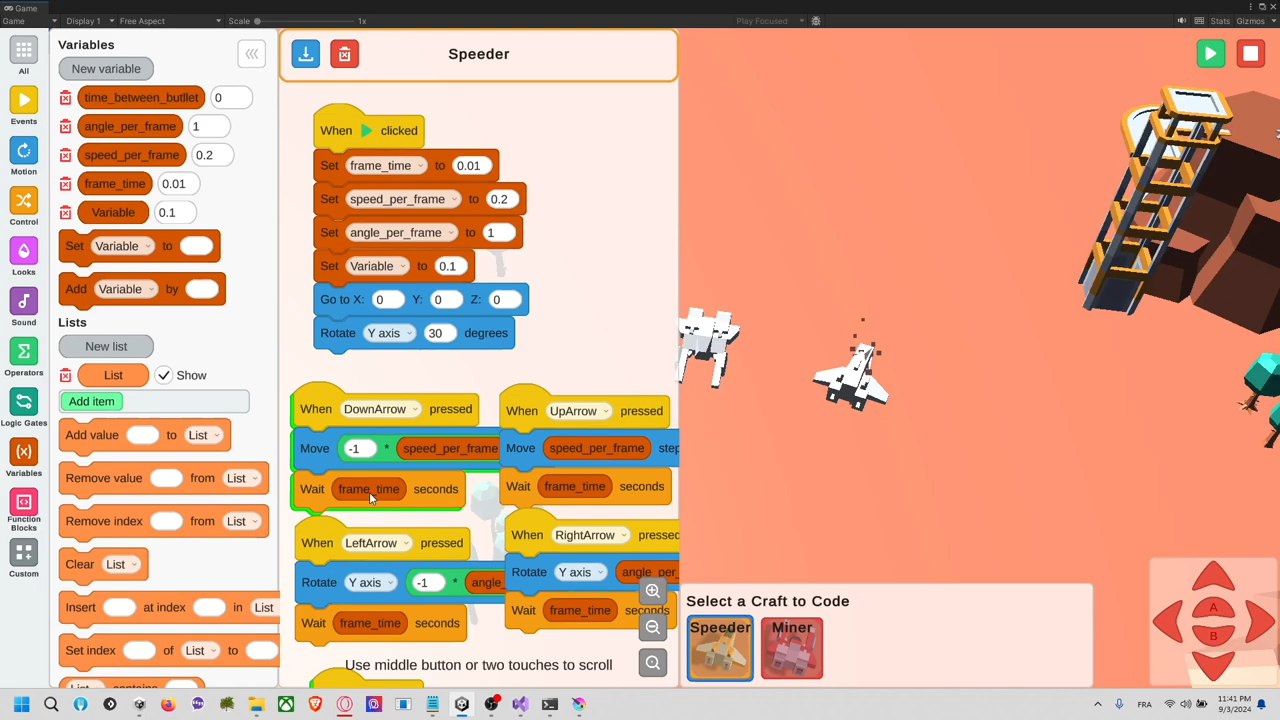 Game
Game Display 1 Free Aspect Scale 1x Play Focused Stats Gizmos
Variables
New variable
time_between_butllet 0
angle_per_frame 1
speed_per_frame 0.2
frame_time 0.01
Variable 0.1
Set Variable to
Add Variable by
Lists
New list
List Show
Add item
Add value to List
Remove value from List
Remove index from List
Clear List
Insert at index in List
Set index of List to
All
Events
Motion
Control
Looks
Sound
Operators
Logic Gates
Variables
Function
Blocks
Custom
Speeder
When clicked
Set frame_time to 0.01
Set speed_per_frame to 0.2
Set angle_per_frame to 1
Set Variable to 0.1
Go to X: 0 Y: 0 Z: 0
Rotate Y axis 30 degrees
When DownArrow pressed
Move -1 * speed_per_frame
Wait frame_time seconds
When UpArrow pressed
Move speed_per_frame step
Wait frame_time seconds
When LeftArrow pressed
Rotate Y axis -1 * angle_
Wait frame_time seconds
When RightArrow pressed
Rotate Y axis angle_per_
Wait frame_time seconds
Use middle button or two touches to scroll
Select a Craft to Code
Speeder Miner
A
B
FRA
11:41 PM
9/3/2024